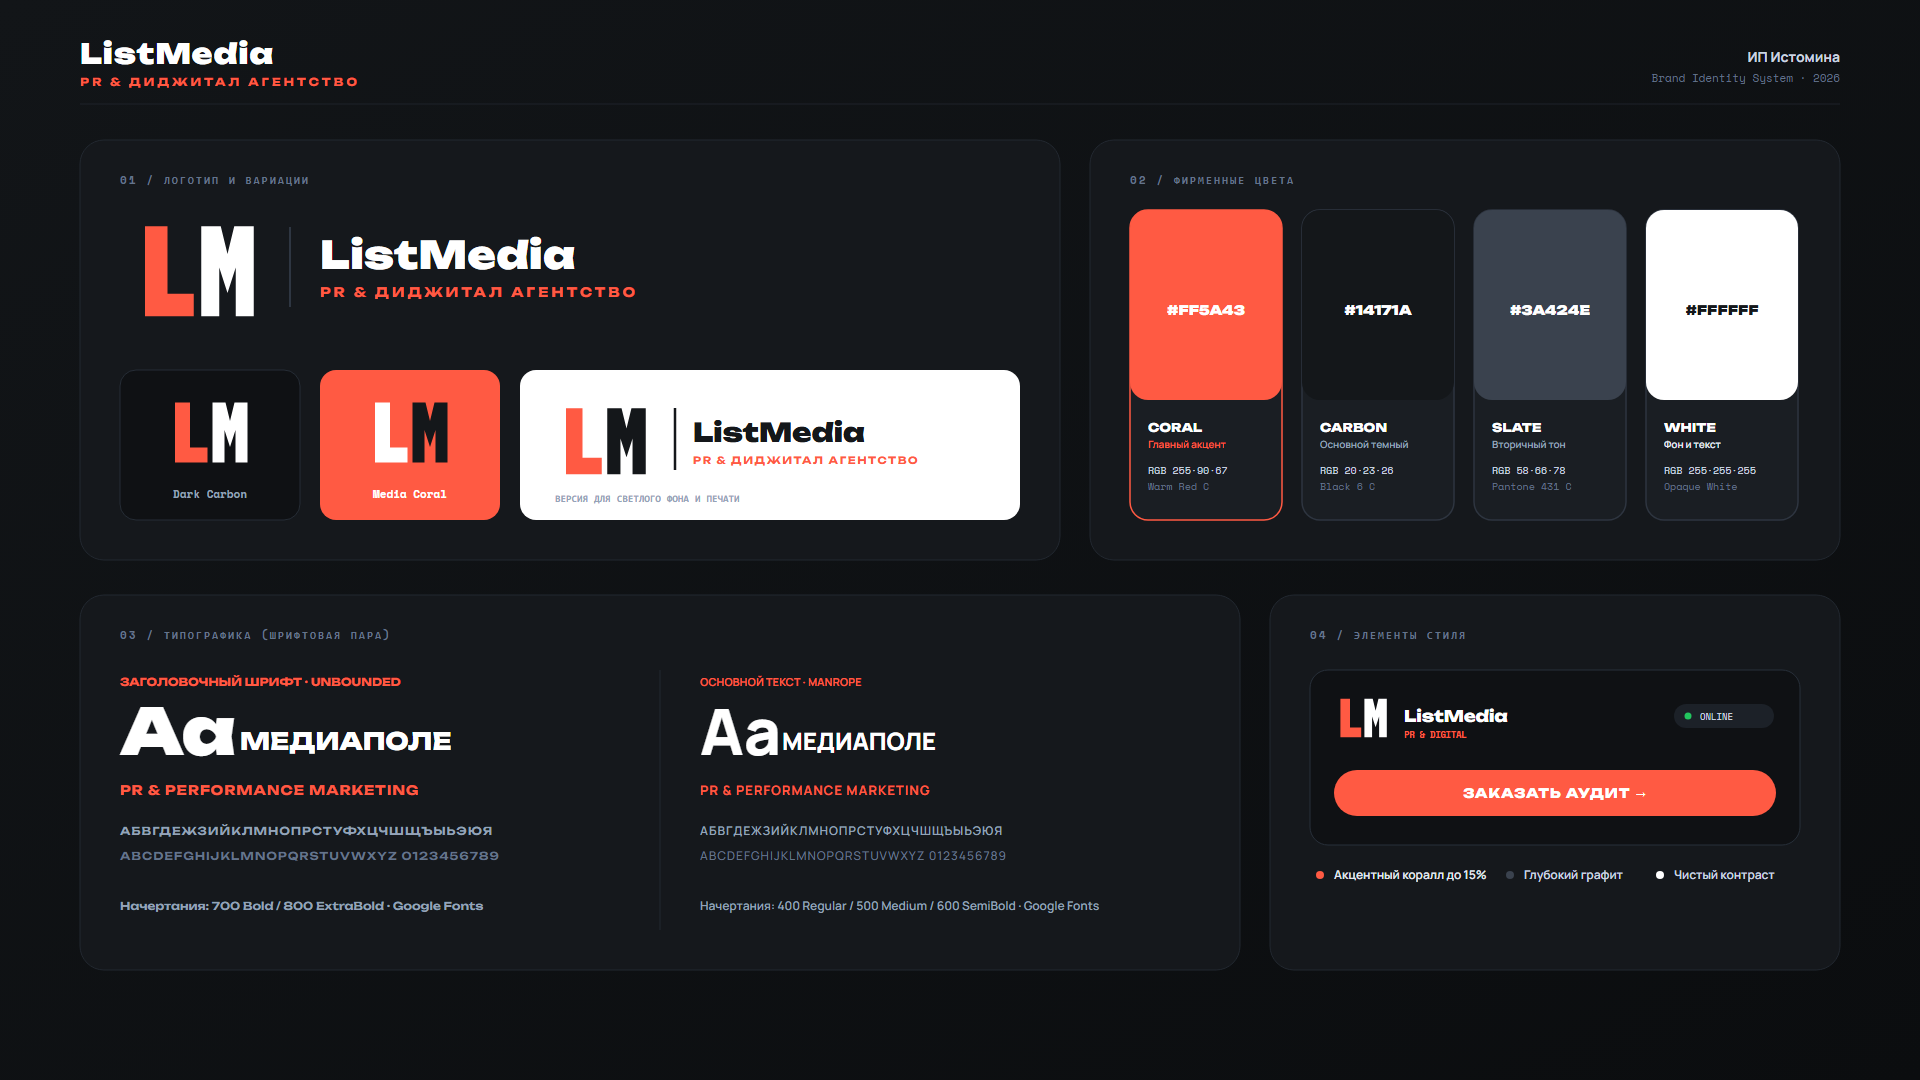 ListMedia
PR & ДИДЖИТАЛ АГЕНТСТВО
ИП Истомина
Brand Identity System · 2026
01 / ЛОГОТИП И ВАРИАЦИИ
LM
ListMedia
PR & ДИДЖИТАЛ АГЕНТСТВО
LM
Dark Carbon
LM
Media Coral
LM
ListMedia
PR & ДИДЖИТАЛ АГЕНТСТВО
ВЕРСИЯ ДЛЯ СВЕТЛОГО ФОНА И ПЕЧАТИ
02 / ФИРМЕННЫЕ ЦВЕТА
#FF5A43
CORAL
Главный акцент
RGB 255·90·67
Warm Red C
#14171A
CARBON
Основной темный
RGB 20·23·26
Black 6 C
#3A424E
SLATE
Вторичный тон
RGB 58·66·78
Pantone 431 C
#FFFFFF
WHITE
Фон и текст
RGB 255·255·255
Opaque White
03 / ТИПОГРАФИКА (ШРИФТОВАЯ ПАРА)
ЗАГОЛОВОЧНЫЙ ШРИФТ · UNBOUNDED
Aa МЕДИАПОЛЕ
PR & PERFORMANCE MARKETING
АБВГДЕЖЗИЙКЛМНОПРСТУФХЦЧШЩЪЫЬЭЮЯ
ABCDEFGHIJKLMNOPQRSTUVWXYZ 0123456789
Начертания: 700 Bold / 800 ExtraBold · Google Fonts
ОСНОВНОЙ ТЕКСТ · MANROPE
Aa МЕДИАПОЛЕ
PR & PERFORMANCE MARKETING
АБВГДЕЖЗИЙКЛМНОПРСТУФХЦЧШЩЪЫЬЭЮЯ
ABCDEFGHIJKLMNOPQRSTUVWXYZ 0123456789
Начертания: 400 Regular / 500 Medium / 600 SemiBold · Google Fonts
04 / ЭЛЕМЕНТЫ СТИЛЯ
LM
ListMedia
PR & DIGITAL
ONLINE
ЗАКАЗАТЬ АУДИТ →
Акцентный коралл до 15%
Глубокий графит
Чистый контраст